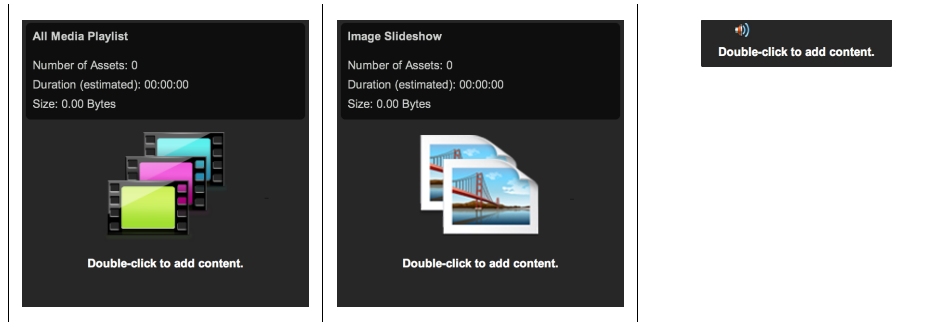 All Media Playlist
Number of Assets: 0
Duration (estimated): 00:00:00
Size: 0.00 Bytes
Double-click to add content.
Image Slideshow
Number of Assets: 0
Duration (estimated): 00:00:00
Size: 0.00 Bytes
Double-click to add content.
Double-click to add content.